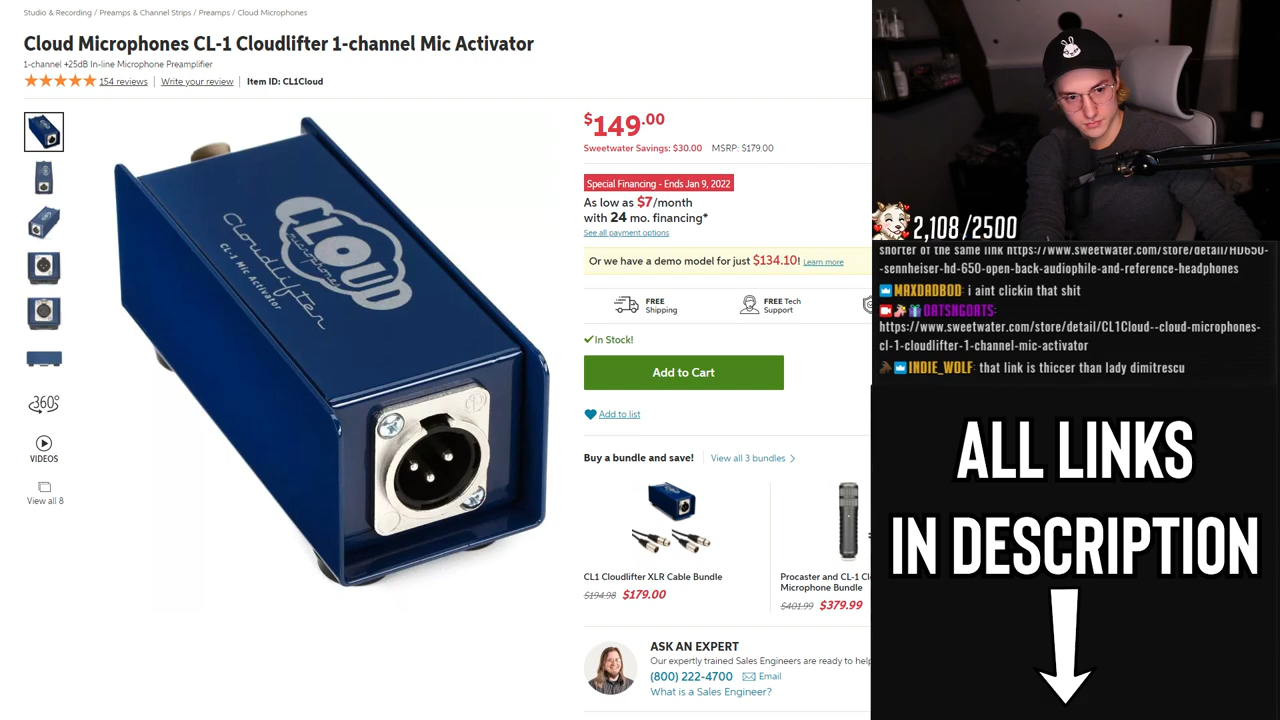 Studio & Recording / Preamps & Channel Strips / Preamps / Cloud Microphones
Cloud Microphones CL-1 Cloudlifter 1-channel Mic Activator
1-channel +25dB In-line Microphone Preamplifier
154 reviews | Write your review | Item ID: CL1Cloud
CLOUD
microphones
Cloudlifter
CL-1 Mic Activator
360°
VIDEOS
View all 8
$149.00
Sweetwater Savings: $30.00 MSRP: $179.00
Special Financing - Ends Jan 9, 2022
As low as $7/month
with 24 mo. financing*
See all payment options
Or we have a demo model for just $134.10! Learn more
FREE
Shipping
FREE Tech
Support
In Stock!
Add to Cart
Add to list
Buy a bundle and save! View all 3 bundles
CL1 Cloudlifter XLR Cable Bundle
$194.98 $179.00
Procaster and CL-1 Cl
Microphone Bundle
$401.99 $379.99
ASK AN EXPERT
Our expertly trained Sales Engineers are ready to help
(800) 222-4700 Email
What is a Sales Engineer?
2,108/2500
shorter of the same link https://www.sweetwater.com/store/detail/HD650-
-sennheiser-hd-650-open-back-audiophile-and-reference-headphones
MAXDADBOD: i aint clickin that shit
OATSNGOATS:
https://www.sweetwater.com/store/detail/CL1Cloud--cloud-microphones-
cl-1-cloudlifter-1-channel-mic-activator
INDIE_WOLF: that link is thiccer than lady dimitrescu
ALL LINKS
IN DESCRIPTION